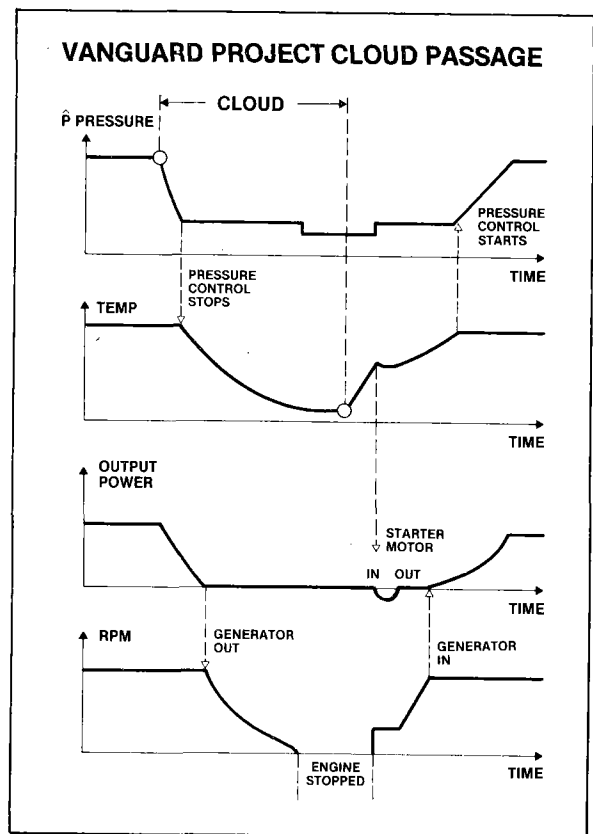 VANGUARD PROJECT CLOUD PASSAGE
CLOUD
P̂ PRESSURE
PRESSURE
CONTROL
STARTS
TIME
PRESSURE
CONTROL
STOPS
TEMP
TIME
OUTPUT
POWER
STARTER
MOTOR
IN OUT
TIME
RPM
GENERATOR
OUT
GENERATOR
IN
ENGINE
STOPPED
TIME